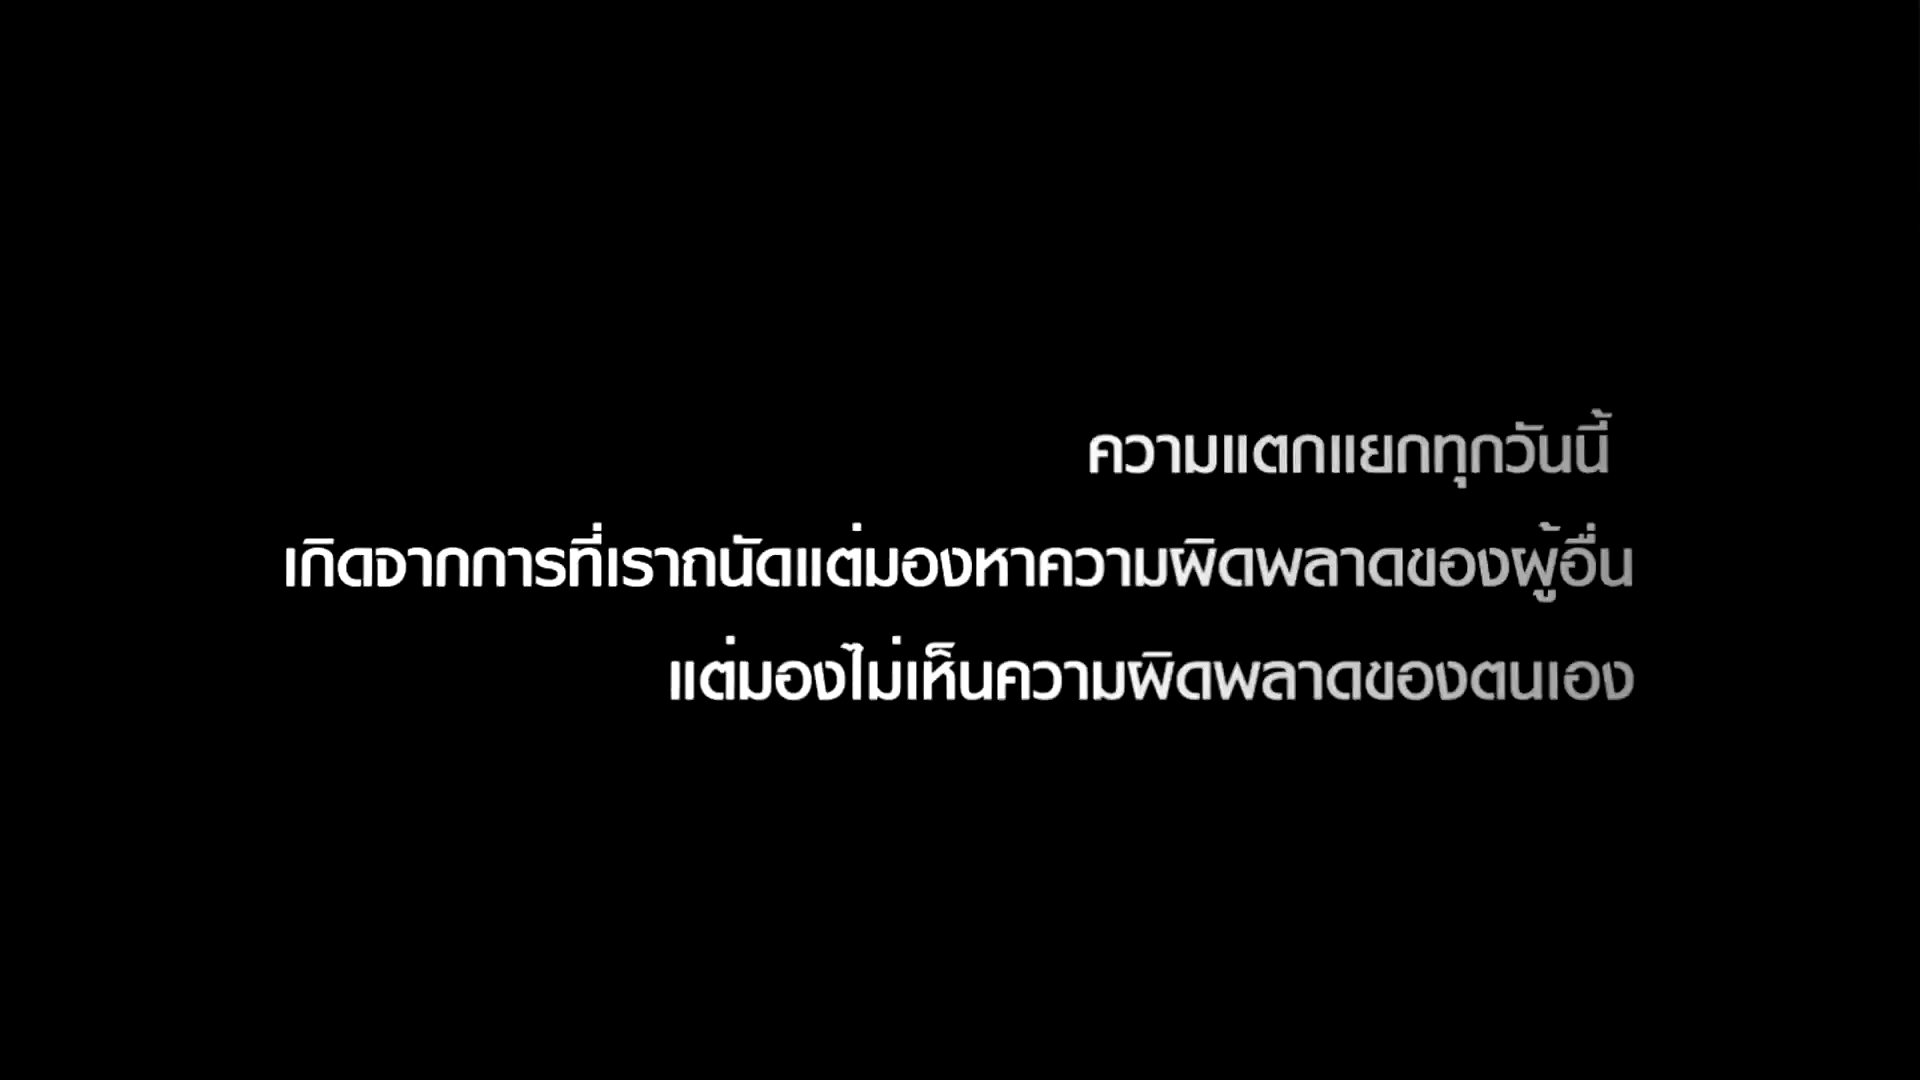 ความแตกแยกทุกวันนี้
เกิดจากการที่เราถนัดแต่มองหาความผิดพลาดของผู้อื่น
แต่มองไม่เห็นความผิดพลาดของตนเอง